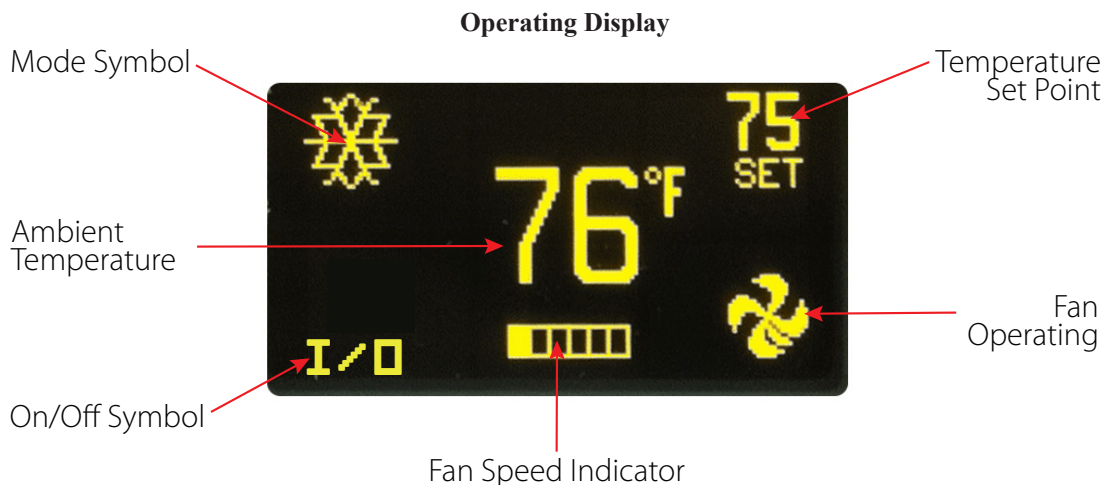 Operating Display
Mode Symbol
Temperature
Set Point
75
SET
76°F
Ambient
Temperature
Fan
Operating
I/O
On/Off Symbol
Fan Speed Indicator